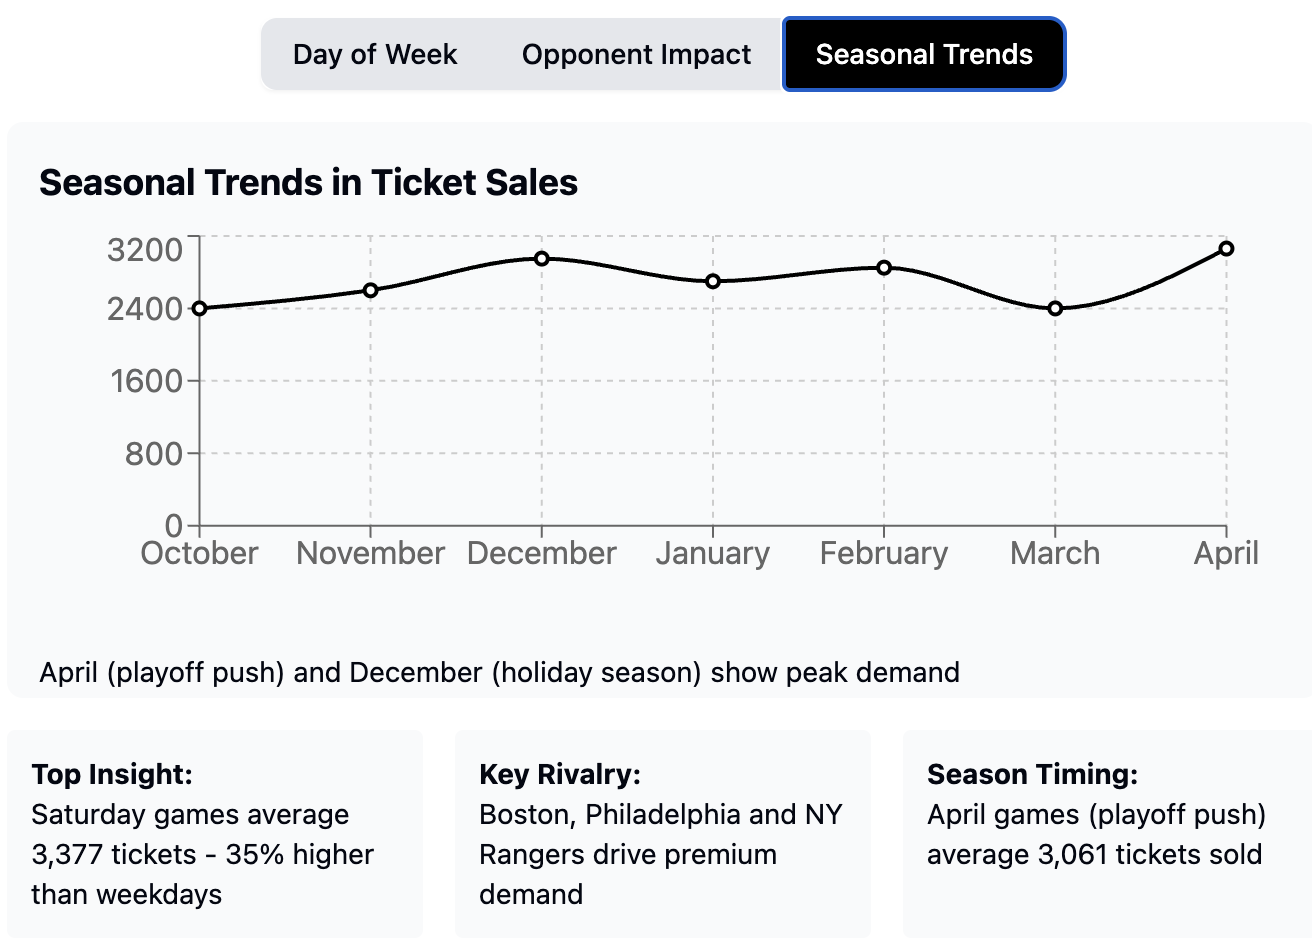 Day of Week
Opponent Impact
Seasonal Trends
Seasonal Trends in Ticket Sales
3200
2400
1600
800
0
October
November
December
January
February
March
April
April (playoff push) and December (holiday season) show peak demand
Top Insight:
Saturday games average
3,377 tickets - 35% higher
than weekdays
Key Rivalry:
Boston, Philadelphia and NY
Rangers drive premium
demand
Season Timing:
April games (playoff push)
average 3,061 tickets sold